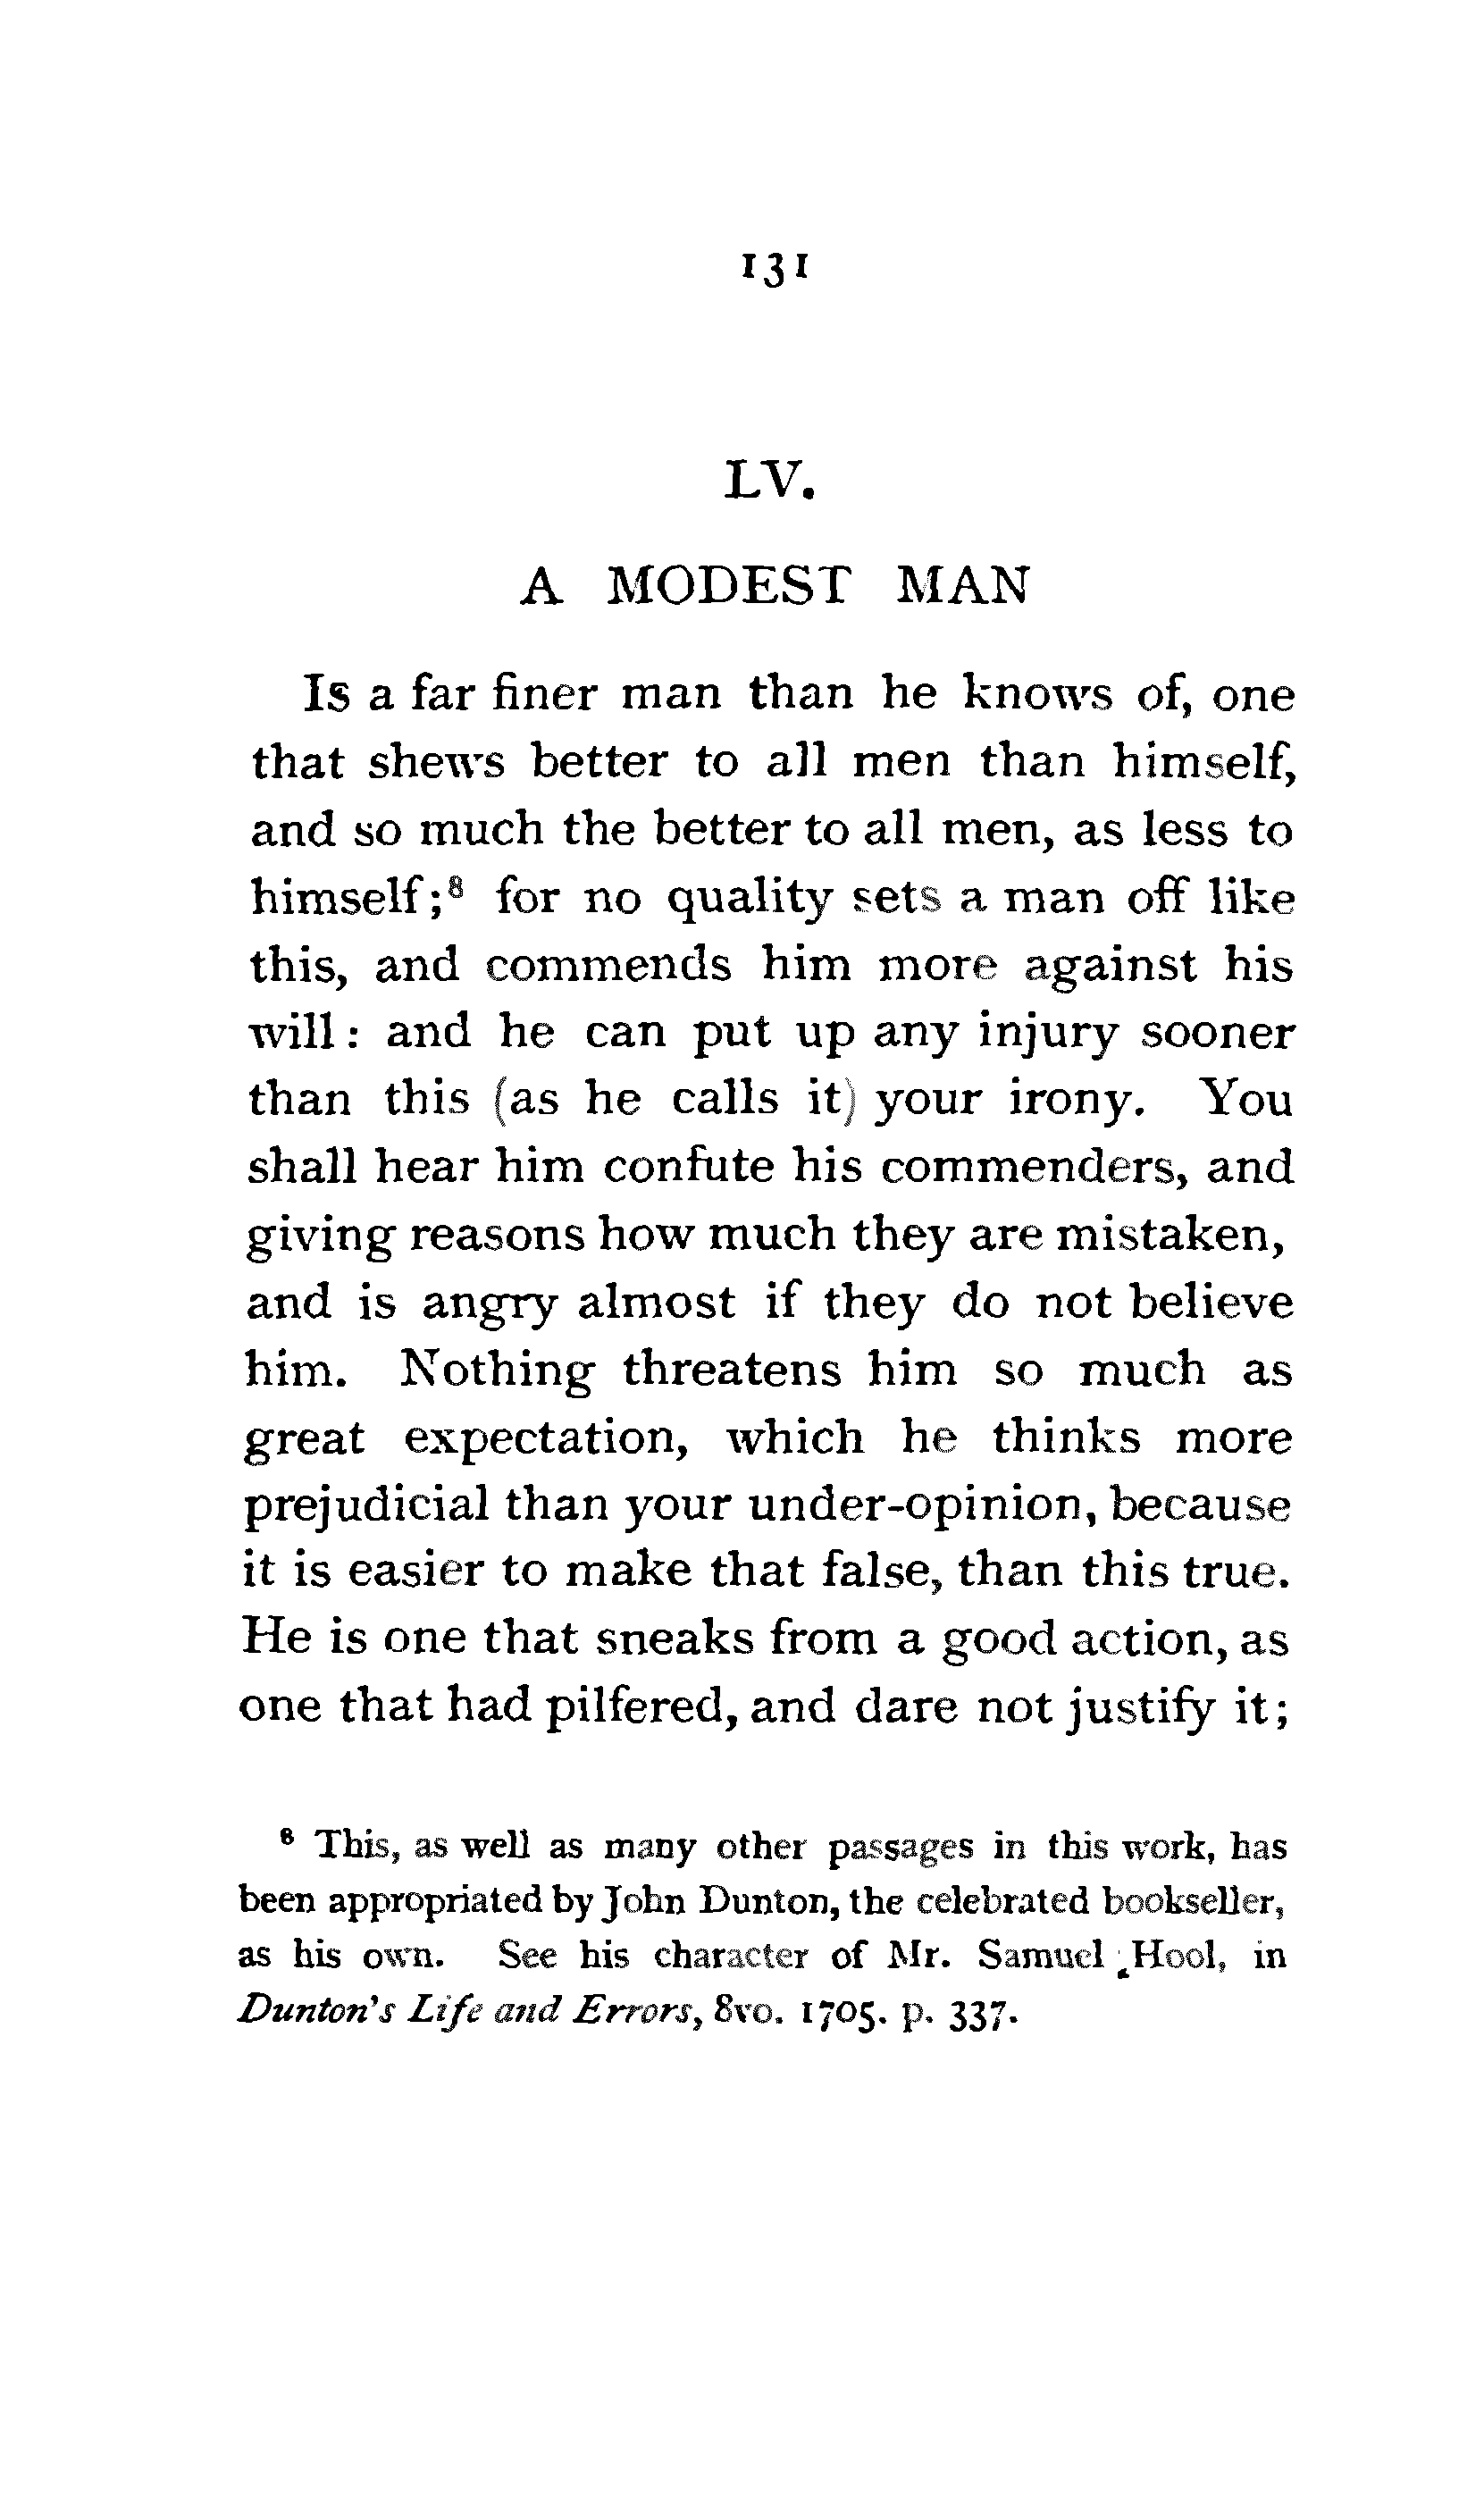 131
LV.
A MODEST MAN
Is a far finer man than he knows of, one
that shews better to all men than himself,
and so much the better to all men, as less to
himself;⁸ for no quality sets a man off like
this, and commends him more against his
will: and he can put up any injury sooner
than this (as he calls it) your irony. You
shall hear him confute his commenders, and
giving reasons how much they are mistaken,
and is angry almost if they do not believe
him. Nothing threatens him so much as
great expectation, which he thinks more
prejudicial than your under-opinion, because
it is easier to make that false, than this true.
He is one that sneaks from a good action, as
one that had pilfered, and dare not justify it;
⁸ This, as well as many other passages in this work, has
been appropriated by John Dunton, the celebrated bookseller,
as his own. See his character of Mr. Samuel Hool, in
Dunton's Life and Errors, 8vo. 1705. p. 337.